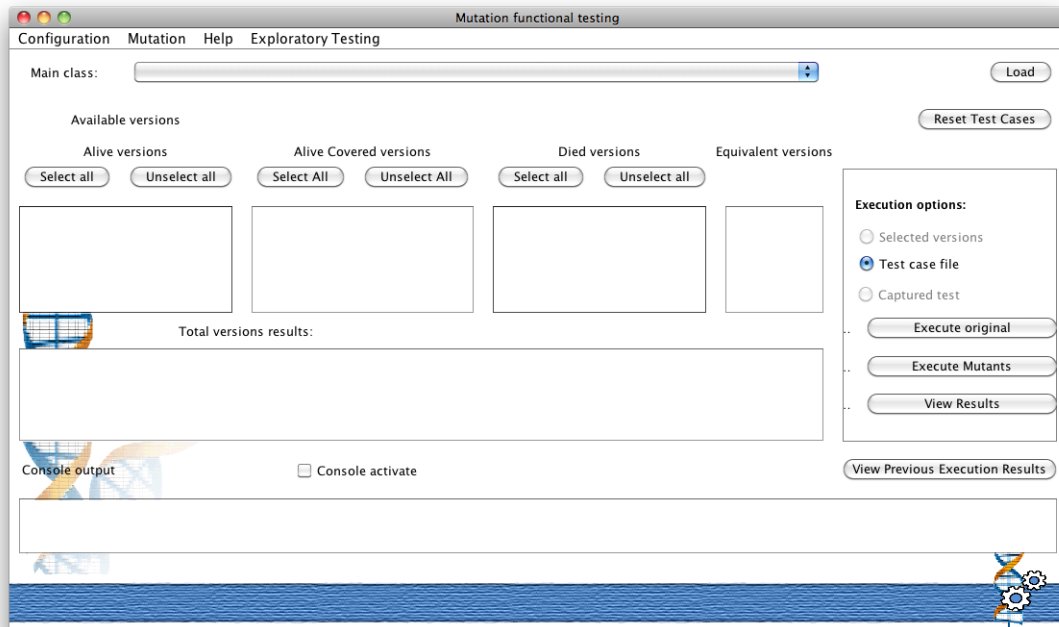 Mutation functional testing
Configuration Mutation Help Exploratory Testing
Main class: Load
Available versions Reset Test Cases
Alive versions Alive Covered versions Died versions Equivalent versions
Select all Unselect all Select All Unselect All Select all Unselect all
Execution options:
Selected versions
Test case file
Captured test
Total versions results:
.. Execute original
.. Execute Mutants
.. View Results
Console output Console activate View Previous Execution Results